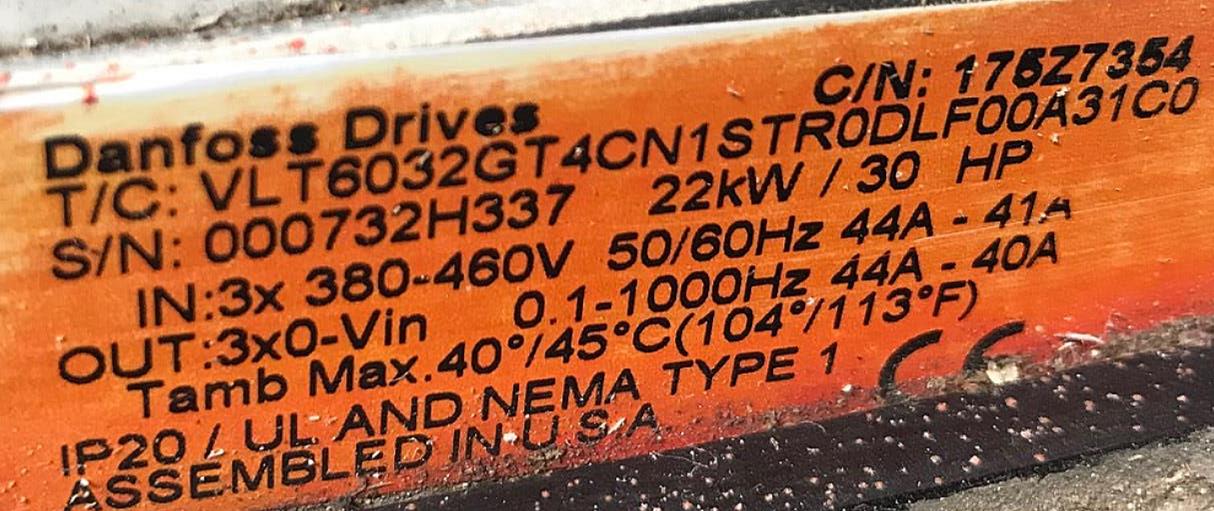 C/N: 175Z7354
Danfoss Drives
T/C: VLT6032GT4CN1STR0DLF00A31C0
S/N: 000732H337 22kW / 30 HP
IN:3x 380-460V 50/60Hz 44A - 41A
OUT:3x0-Vin 0.1-1000Hz 44A - 40A
Tamb Max.40°/45°C(104°/113°F)
IP20 / UL AND NEMA TYPE 1 CE
ASSEMBLED IN U.S.A